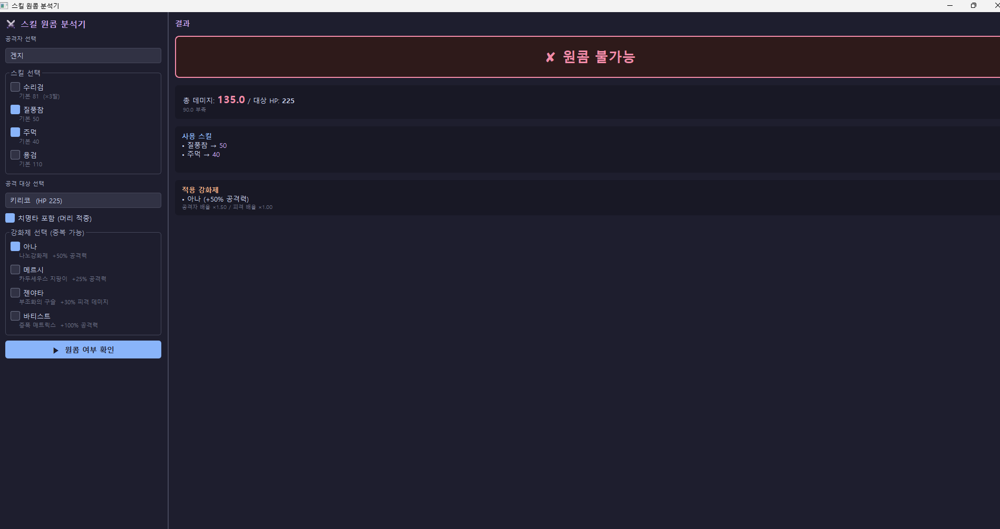 스킬 원콤 분석기
스킬 원콤 분석기
공격자 선택
겐지
스킬 선택
수리검
기본 81 (×3발)
질풍참
기본 50
주먹
기본 40
용검
기본 110
공격 대상 선택
키리코 (HP 225)
치명타 포함 (머리 적중)
강화제 선택 (중복 가능)
아나
나노강화제 +50% 공격력
메르시
카두세우스 지팡이 +25% 공격력
젠야타
부조화의 구슬 +30% 피격 데미지
바티스트
증폭 매트릭스 +100% 공격력
▶ 원콤 여부 확인
결과
✘ 원콤 불가능
총 데미지: 135.0 / 대상 HP: 225
90.0 부족
사용 스킬
• 질풍참 → 50
• 주먹 → 40
적용 강화제
• 아나 (+50% 공격력)
공격자 배율 ×1.50 / 피격 배율 ×1.00